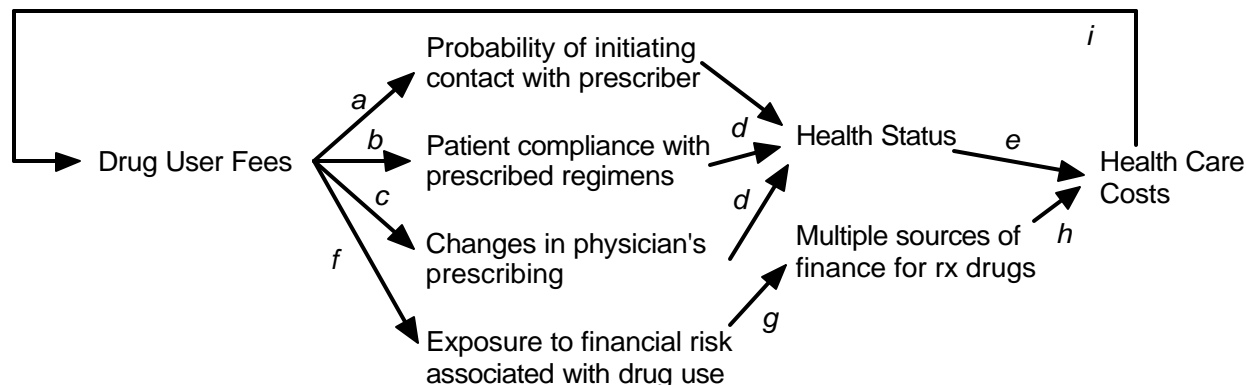 i
Probability of initiating
contact with prescriber
a
d
Health Status
e
b
Drug User Fees
Patient compliance with
prescribed regimens
Health Care
Costs
c
d
Changes in physician's
prescribing
Multiple sources of
finance for rx drugs
h
f
g
Exposure to financial risk
associated with drug use